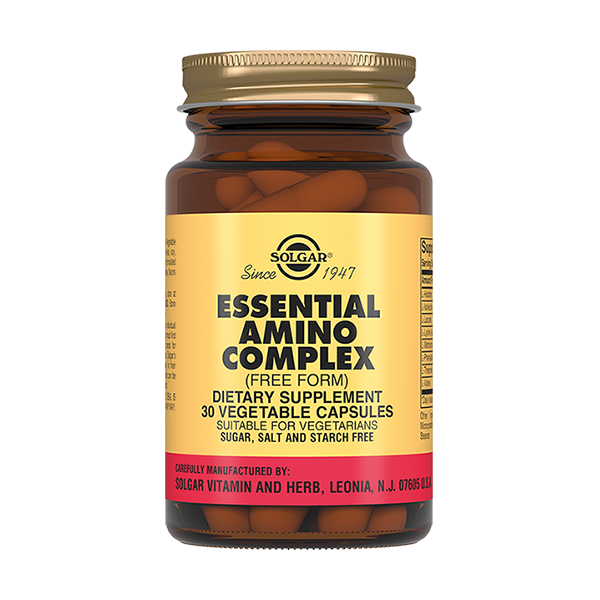 SOLGAR®
Since 1947
ESSENTIAL
AMINO
COMPLEX
(FREE FORM)
DIETARY SUPPLEMENT
30 VEGETABLE CAPSULES
SUITABLE FOR VEGETARIANS
SUGAR, SALT AND STARCH FREE
CAREFULLY MANUFACTURED BY:
SOLGAR VITAMIN AND HERB, LEONIA, N.J. 07605 U.S.A.